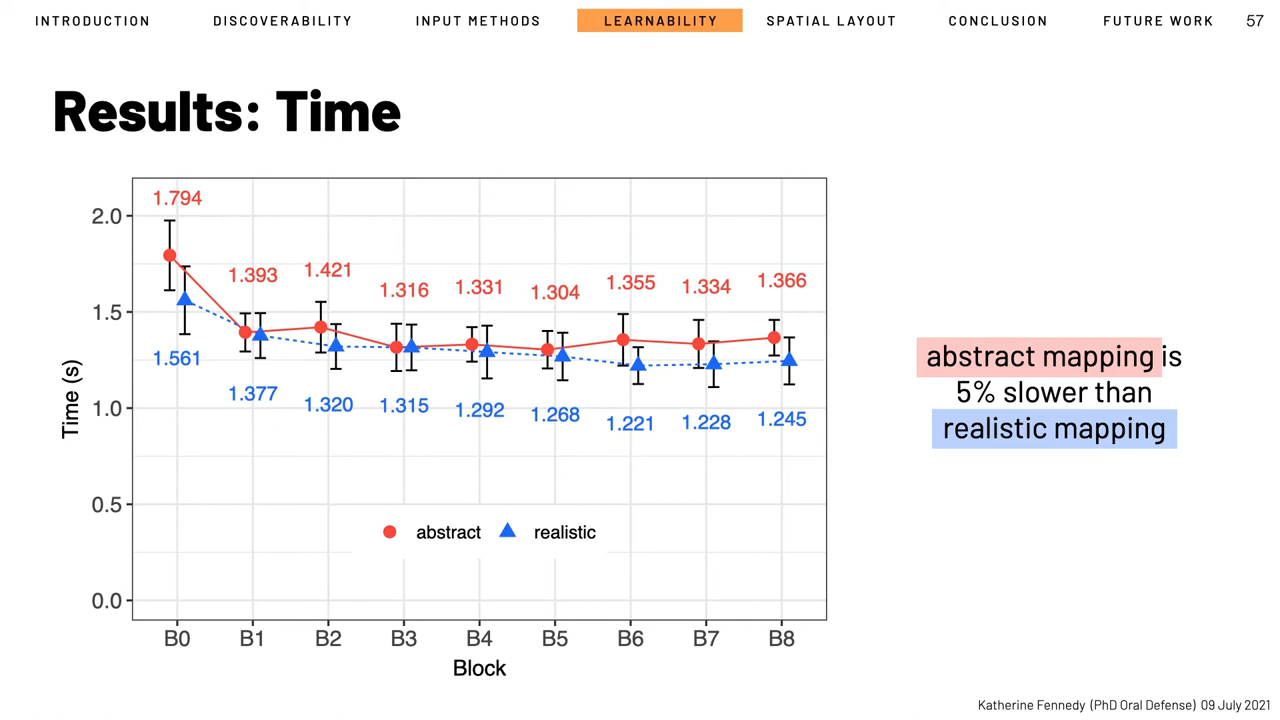 INTRODUCTION DISCOVERABILITY INPUT METHODS LEARNABILITY SPATIAL LAYOUT CONCLUSION FUTURE WORK 57
Results: Time
1.794
1.393 1.421 1.316 1.331 1.304 1.355 1.334 1.366
1.561 1.377 1.320 1.315 1.292 1.268 1.221 1.228 1.245
2.0
1.5
1.0
0.5
0.0
Time (s)
abstract realistic
B0 B1 B2 B3 B4 B5 B6 B7 B8
Block
abstract mapping is
5% slower than
realistic mapping
Katherine Fennedy (PhD Oral Defense) 09 July 2021